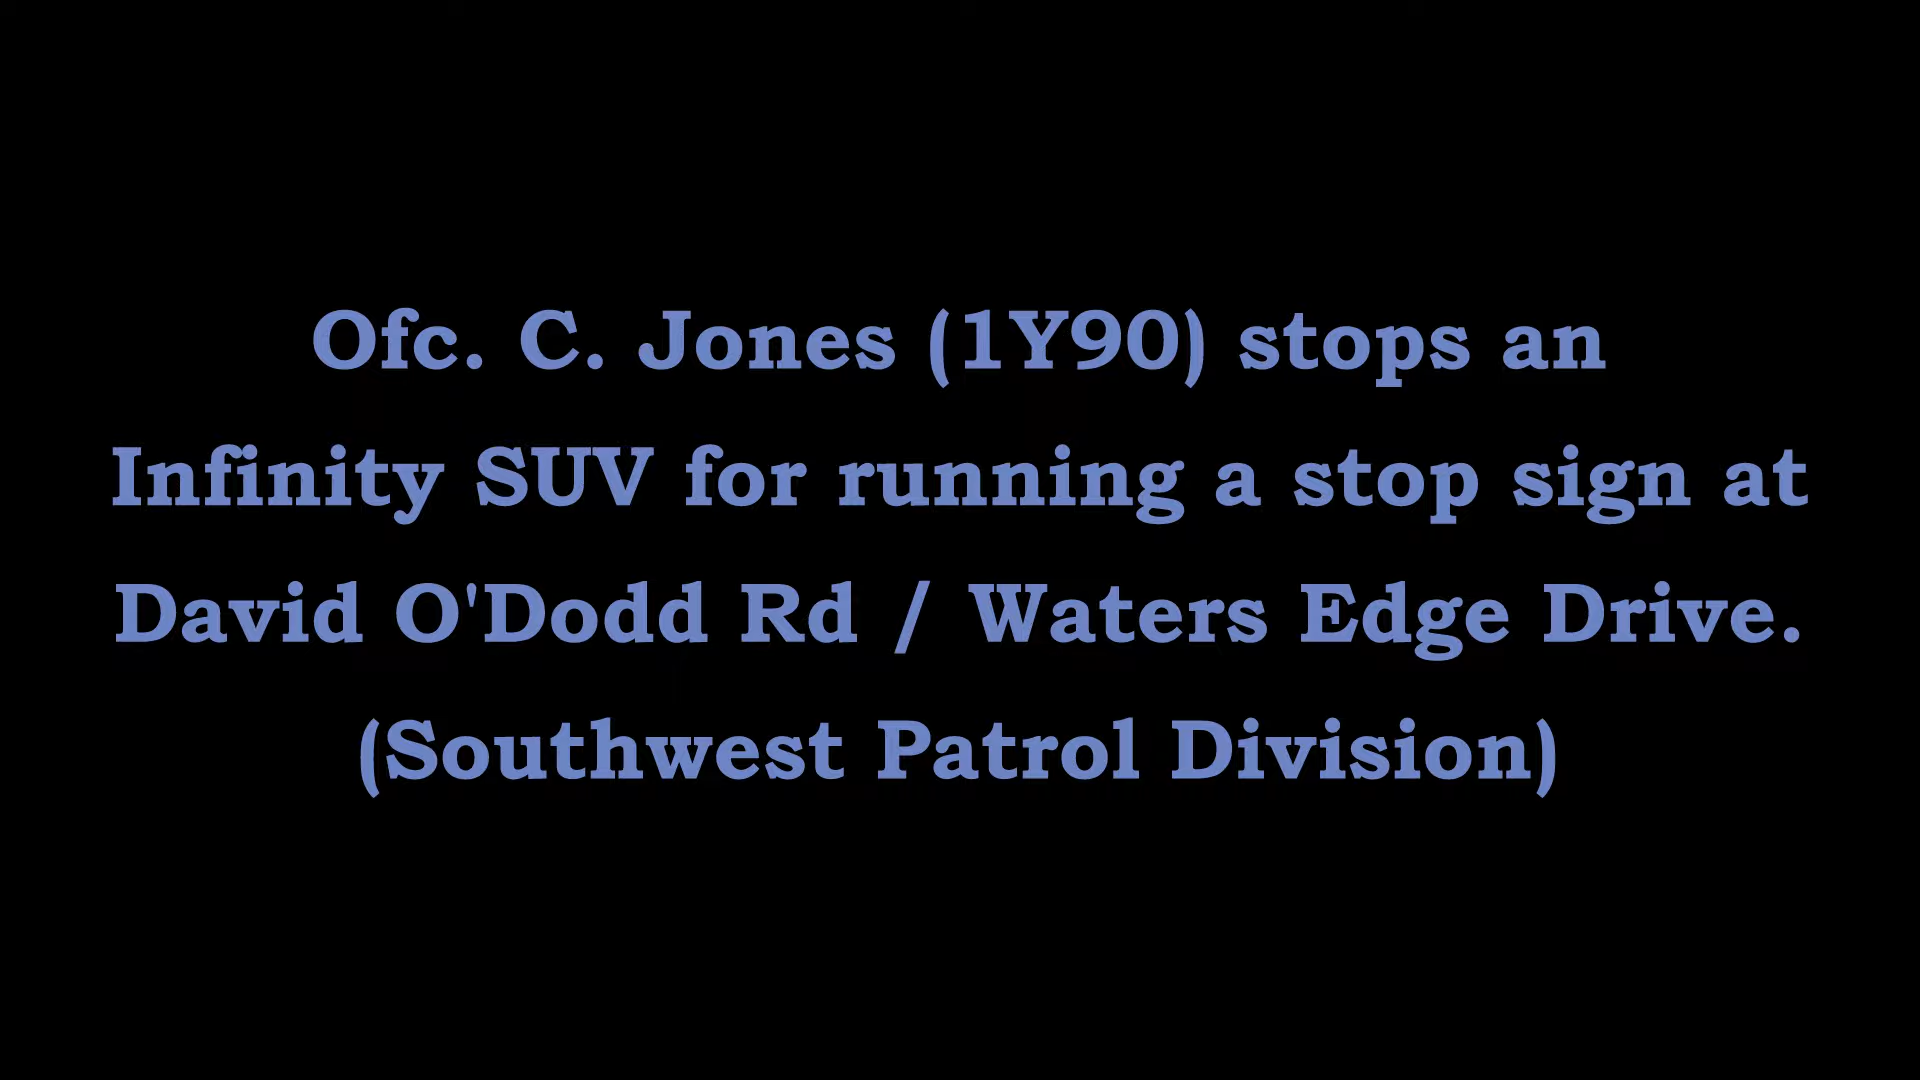 Ofc. C. Jones (1Y90) stops an
Infinity SUV for running a stop sign at
David O'Dodd Rd / Waters Edge Drive.
(Southwest Patrol Division)